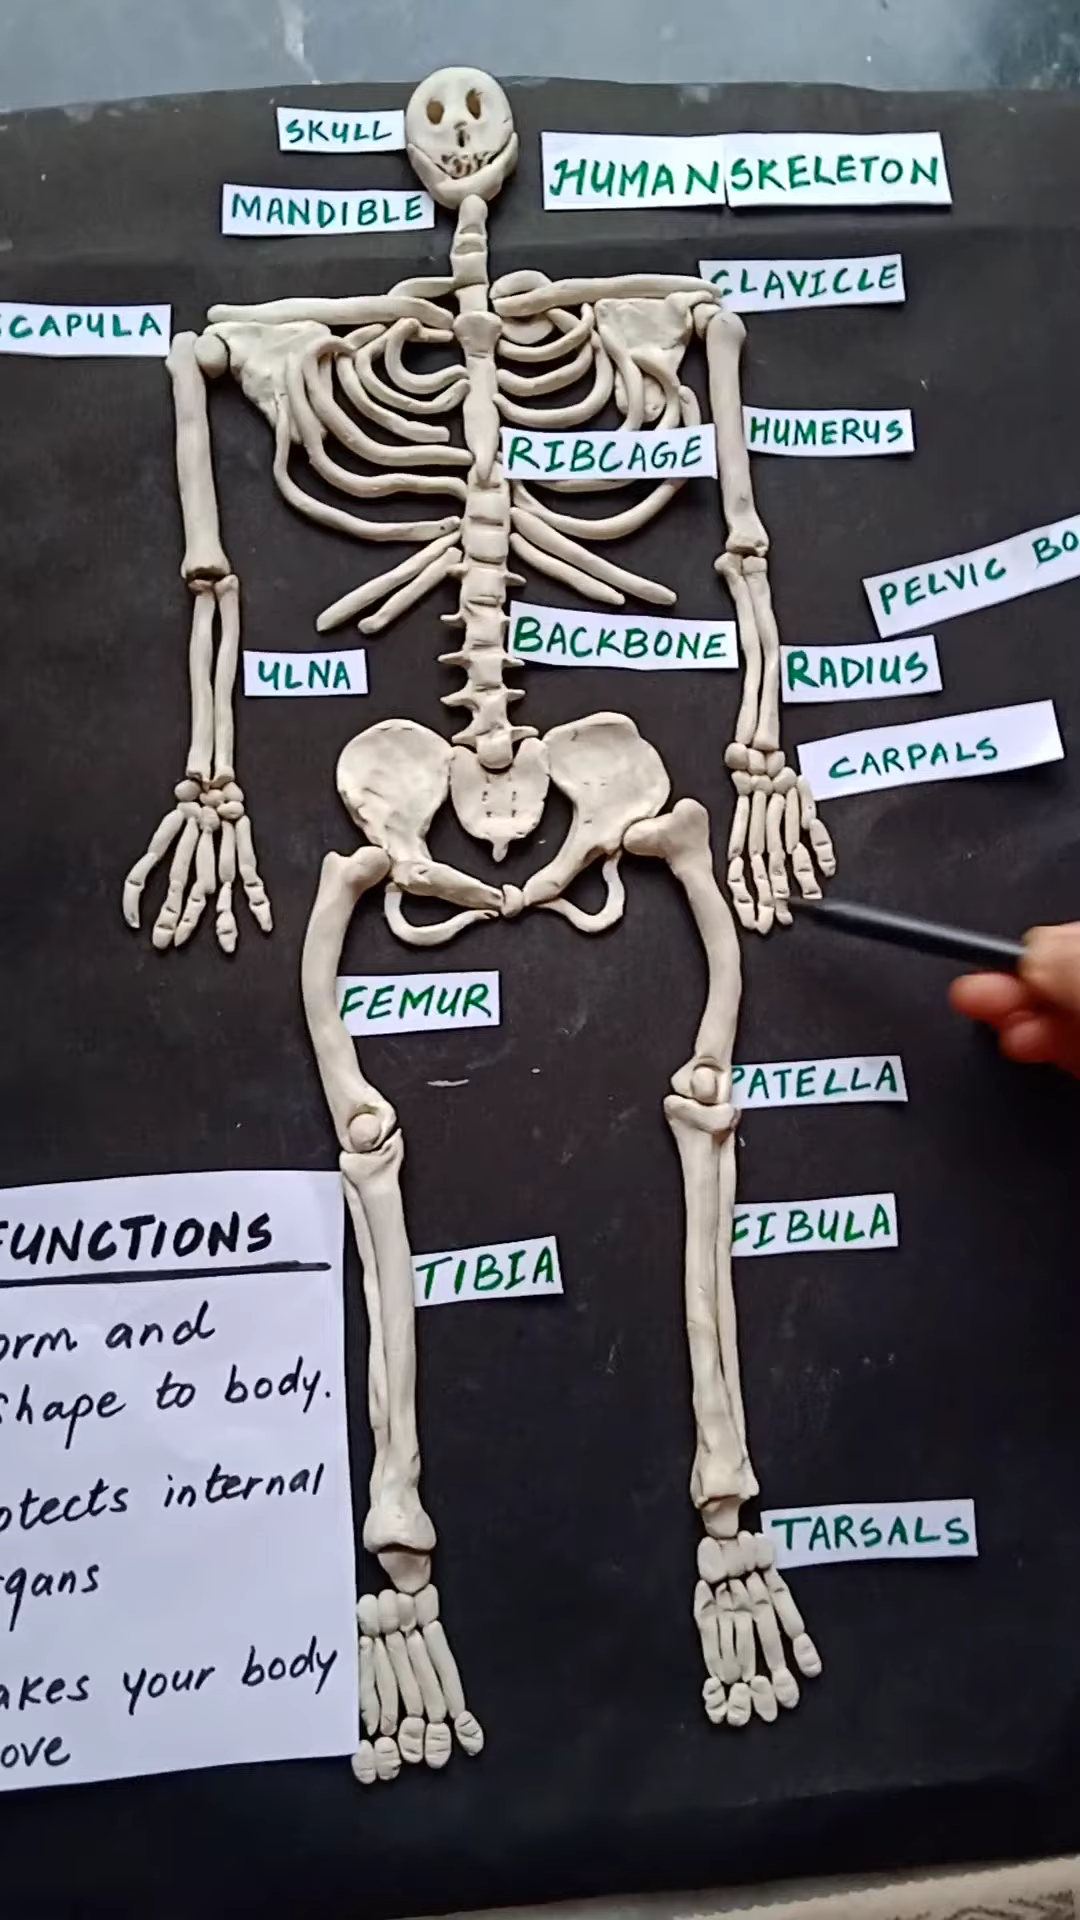 SKULL
HUMAN SKELETON
MANDIBLE
CLAVICLE
CAPULA
HUMERUS
RIBCAGE
PELVIC BO
BACKBONE
RADIUS
ULNA
CARPALS
FEMUR
PATELLA
FIBULA
TIBIA
TARSALS
FUNCTIONS
orm and
shape to body.
otects internal
rgans
akes your body
ove